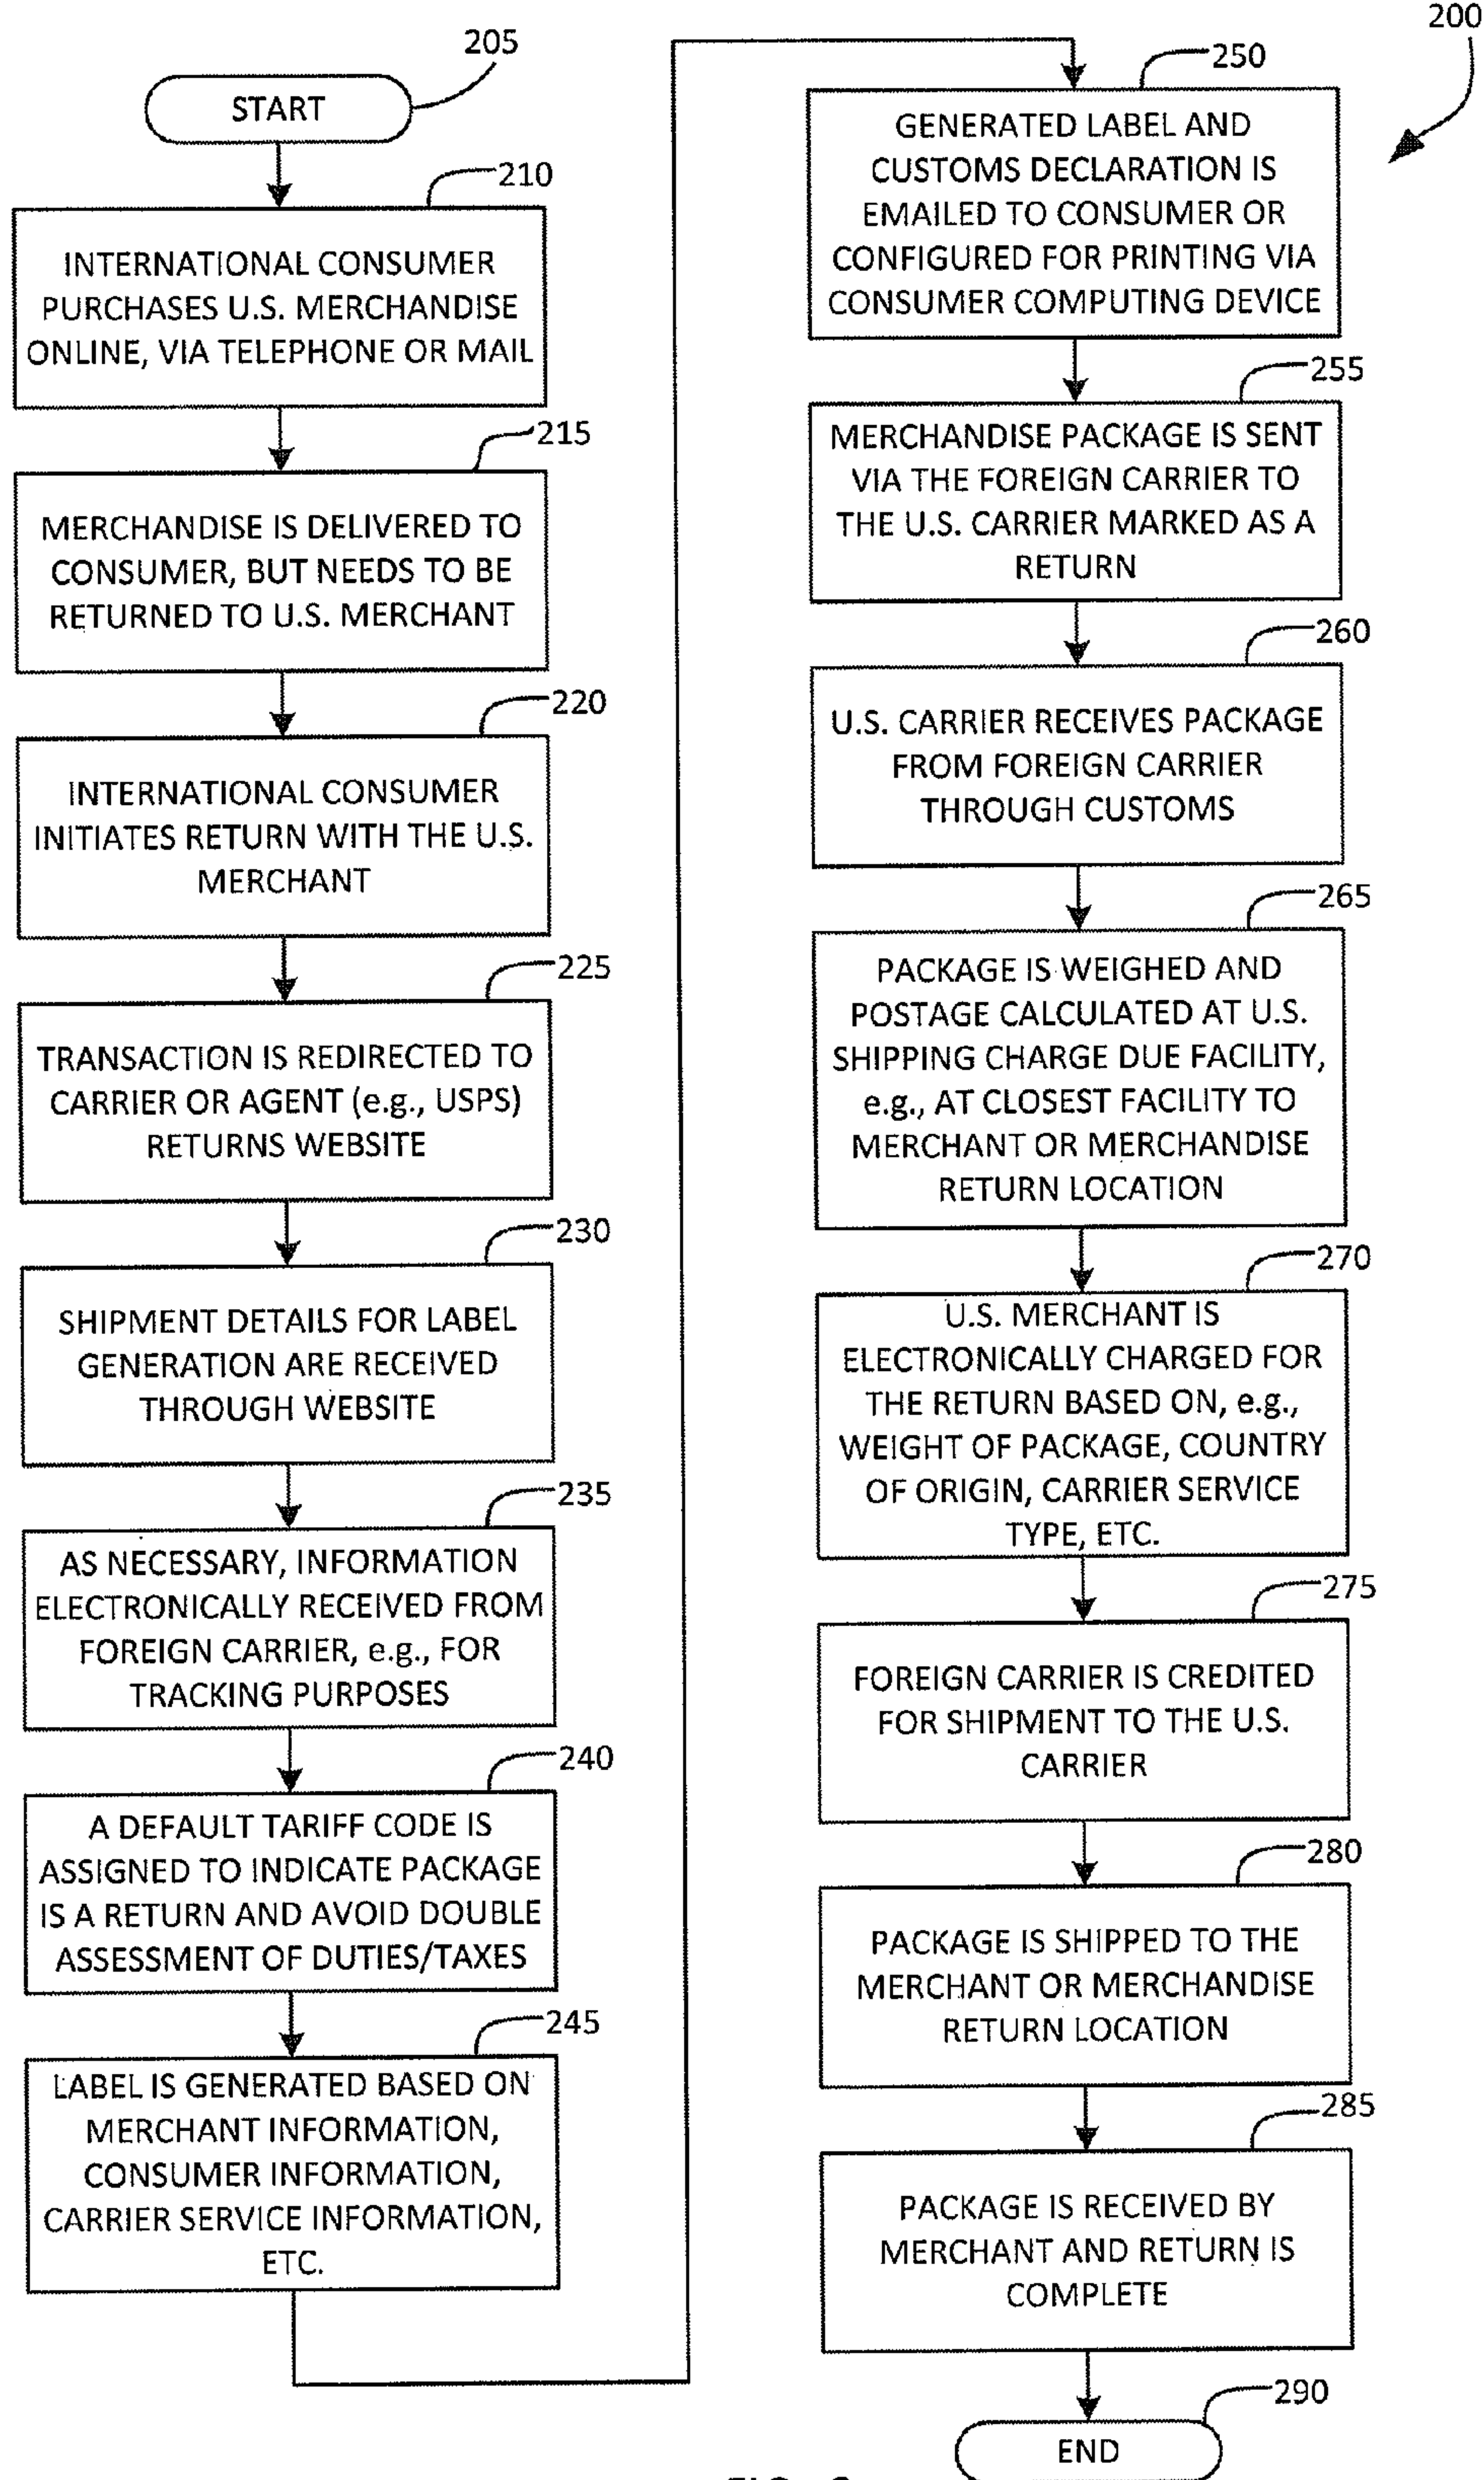 205
START
210
INTERNATIONAL CONSUMER
PURCHASES U.S. MERCHANDISE
ONLINE, VIA TELEPHONE OR MAIL
215
MERCHANDISE IS DELIVERED TO
CONSUMER, BUT NEEDS TO BE
RETURNED TO U.S. MERCHANT
220
INTERNATIONAL CONSUMER
INITIATES RETURN WITH THE U.S.
MERCHANT
225
TRANSACTION IS REDIRECTED TO
CARRIER OR AGENT (e.g., USPS)
RETURNS WEBSITE
230
SHIPMENT DETAILS FOR LABEL
GENERATION ARE RECEIVED
THROUGH WEBSITE
235
AS NECESSARY, INFORMATION
ELECTRONICALLY RECEIVED FROM
FOREIGN CARRIER, e.g., FOR
TRACKING PURPOSES
240
A DEFAULT TARIFF CODE IS
ASSIGNED TO INDICATE PACKAGE
IS A RETURN AND AVOID DOUBLE
ASSESSMENT OF DUTIES/TAXES
245
LABEL IS GENERATED BASED ON
MERCHANT INFORMATION,
CONSUMER INFORMATION,
CARRIER SERVICE INFORMATION,
ETC.
200
250
GENERATED LABEL AND
CUSTOMS DECLARATION IS
EMAILED TO CONSUMER OR
CONFIGURED FOR PRINTING VIA
CONSUMER COMPUTING DEVICE
255
MERCHANDISE PACKAGE IS SENT
VIA THE FOREIGN CARRIER TO
THE U.S. CARRIER MARKED AS A
RETURN
260
U.S. CARRIER RECEIVES PACKAGE
FROM FOREIGN CARRIER
THROUGH CUSTOMS
265
PACKAGE IS WEIGHED AND
POSTAGE CALCULATED AT U.S.
SHIPPING CHARGE DUE FACILITY,
e.g., AT CLOSEST FACILITY TO
MERCHANT OR MERCHANDISE
RETURN LOCATION
270
U.S. MERCHANT IS
ELECTRONICALLY CHARGED FOR
THE RETURN BASED ON, e.g.,
WEIGHT OF PACKAGE, COUNTRY
OF ORIGIN, CARRIER SERVICE
TYPE, ETC.
275
FOREIGN CARRIER IS CREDITED
FOR SHIPMENT TO THE U.S.
CARRIER
280
PACKAGE IS SHIPPED TO THE
MERCHANT OR MERCHANDISE
RETURN LOCATION
285
PACKAGE IS RECEIVED BY
MERCHANT AND RETURN IS
COMPLETE
290
END